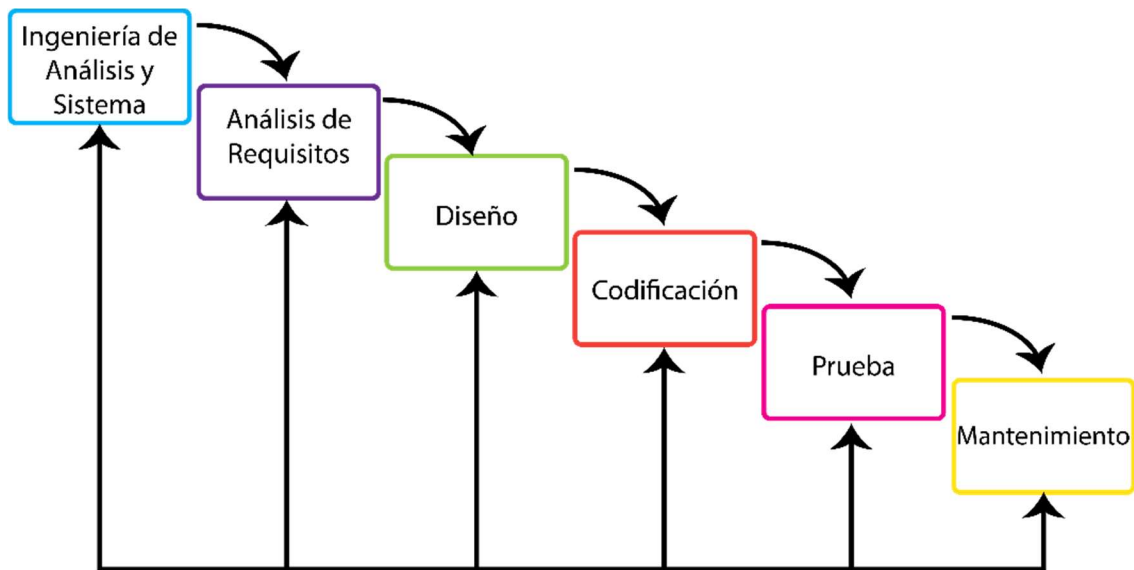 Ingeniería de
Análisis y
Sistema
Análisis de
Requisitos
Diseño
Codificación
Prueba
Mantenimiento